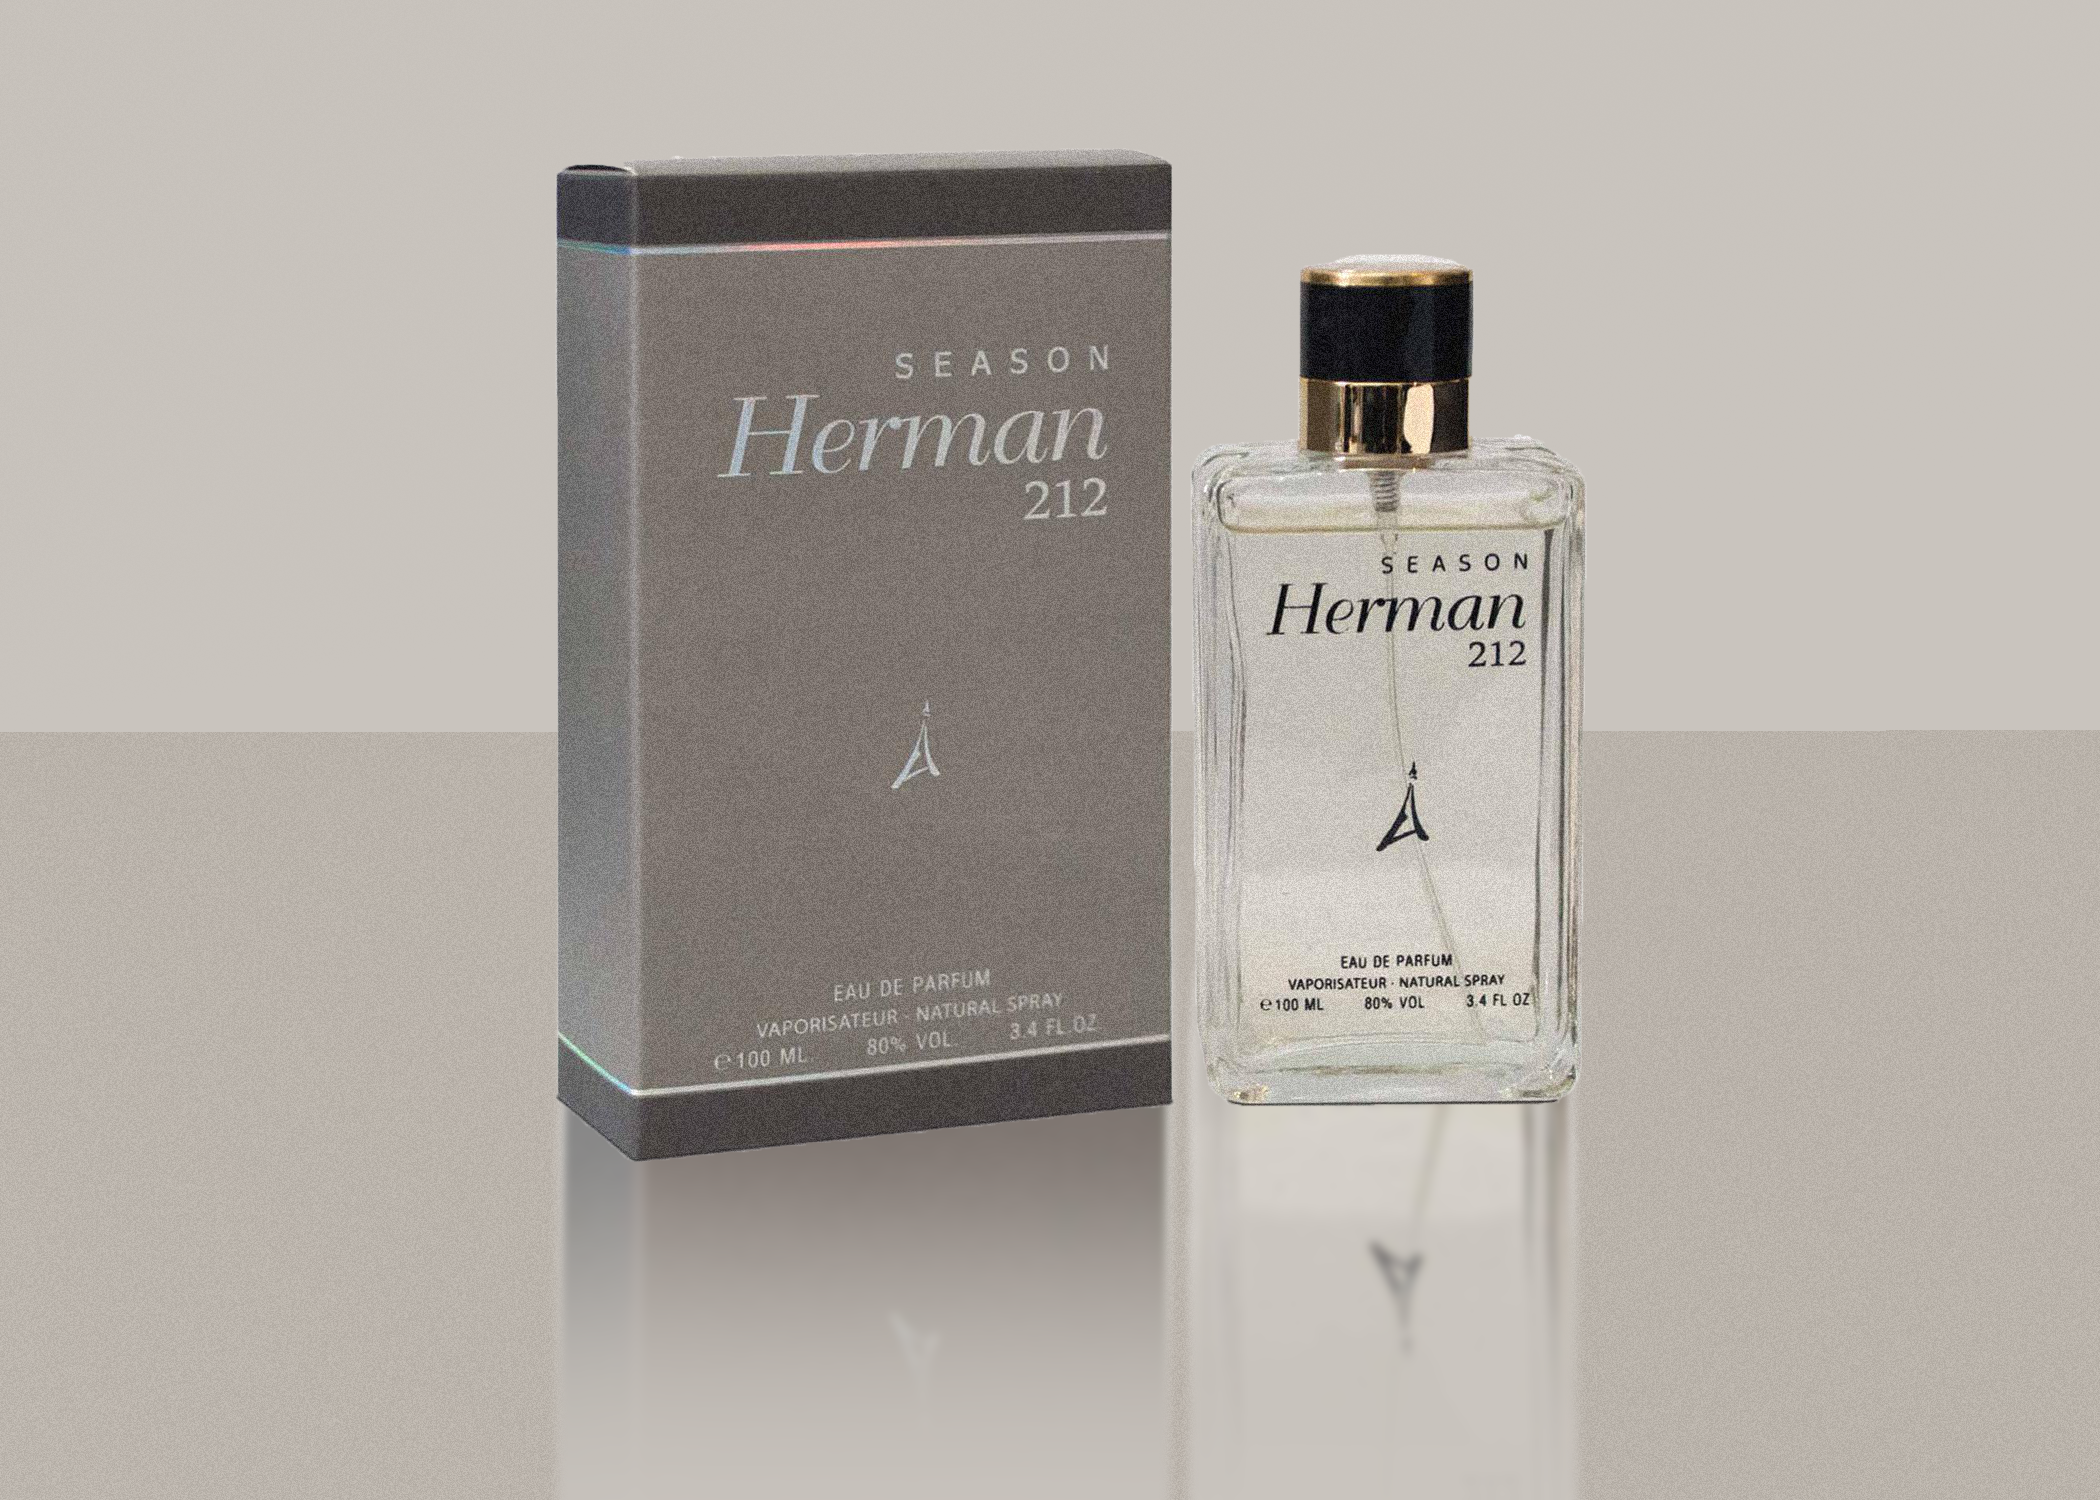 SEASON
Herman
212
EAU DE PARFUM
VAPORISATEUR · NATURAL SPRAY
℮100 ML. 80% VOL. 3.4 FL.OZ
SEASON
Herman
212
EAU DE PARFUM
VAPORISATEUR · NATURAL SPRAY
℮100 ML 80% VOL 3.4 FL OZ